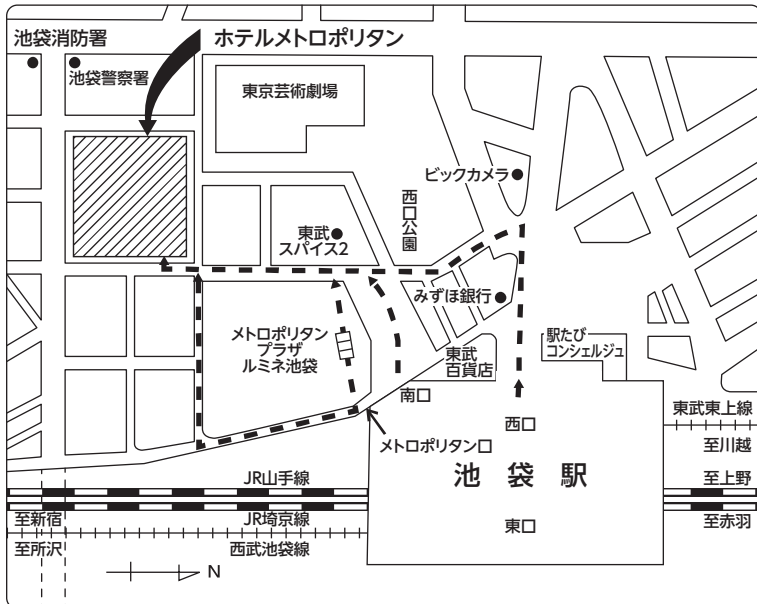 池袋消防署
ホテルメトロポリタン
池袋警察署
東京芸術劇場
ビックカメラ
西口公園
東武
スパイス2
みずほ銀行
メトロポリタン
プラザ
ルミネ池袋
東武
百貨店
駅たび
コンシェルジュ
南口
西口
東武東上線
メトロポリタン口
至川越
池袋駅
JR山手線
至上野
至新宿
JR埼京線
東口
至赤羽
至所沢
西武池袋線
N